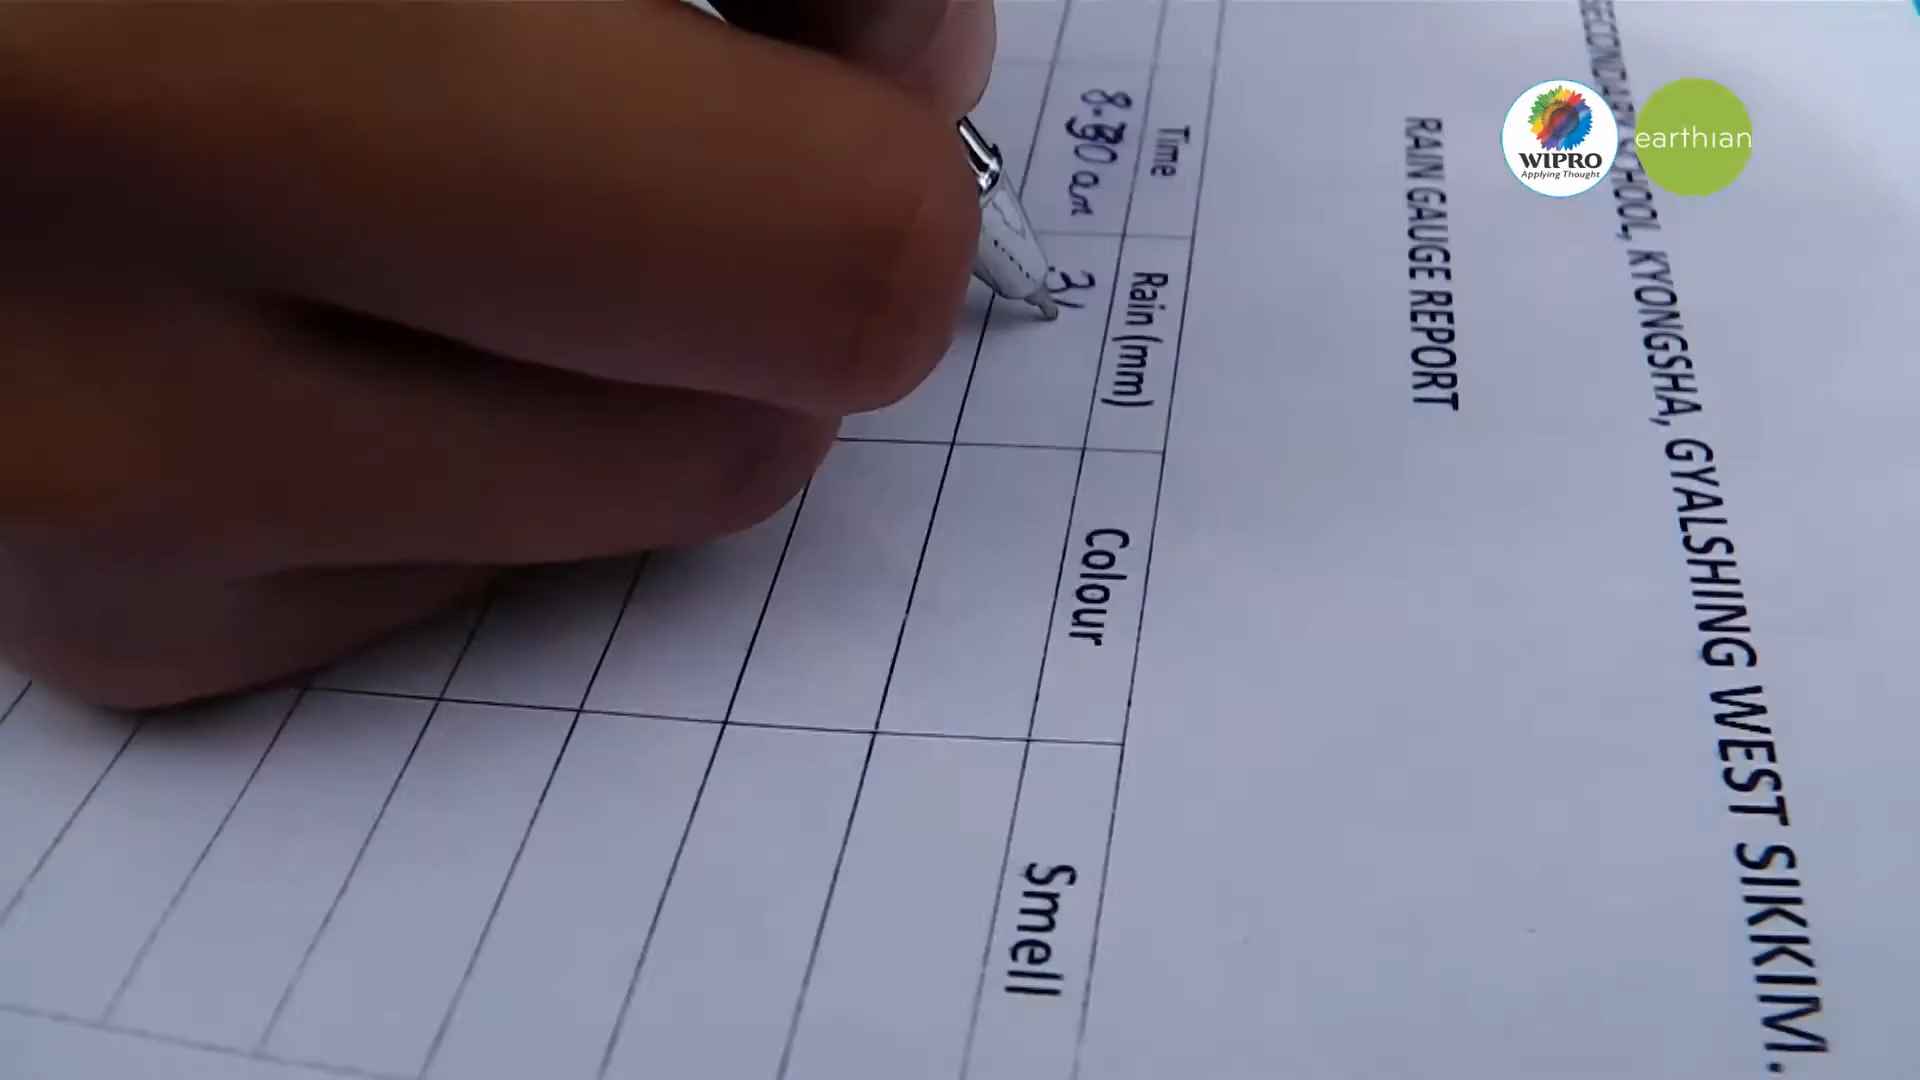 SECONDARY SCHOOL, KYONGSHA, GYALSHING WEST SIKKIM.
RAIN GAUGE REPORT
Time Rain (mm) Colour Smell
8.30 am
WIPRO
Applying Thought
earthian